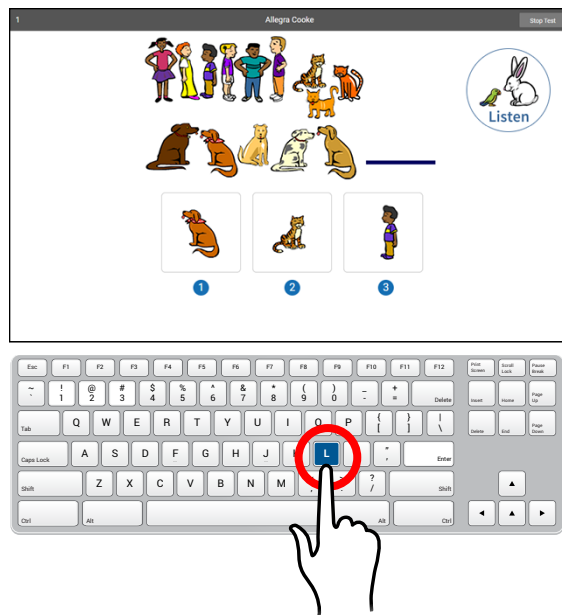 1 Allegra Cooke Stop Test
Listen
1 2 3
Esc F1 F2 F3 F4 F5 F6 F7 F8 F9 F10 F11 F12 Print Screen Scroll Lock Pause Break
~ ` ! 1 @ 2 # 3 $ 4 % 5 ^ 6 & 7 * 8 ( 9 ) 0 - - + = Delete Insert Home Page Up
Tab Q W E R T Y U I O P { [ } ] | \ Delete End Page Down
Caps Lock A S D F G H J L " ' Enter
Shift Z X C V B N M , . ? / Shift
Ctrl Alt Alt Ctrl